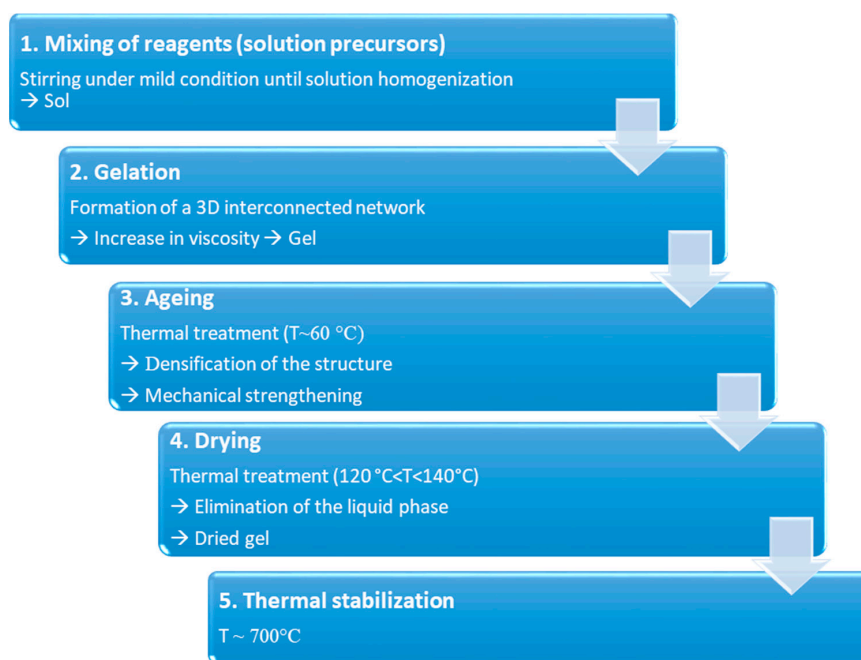 1. Mixing of reagents (solution precursors)
Stirring under mild condition until solution homogenization
→ Sol
2. Gelation
Formation of a 3D interconnected network
→ Increase in viscosity → Gel
3. Ageing
Thermal treatment (T~60 °C)
→ Densification of the structure
→ Mechanical strengthening
4. Drying
Thermal treatment (120 °C<T<140°C)
→ Elimination of the liquid phase
→ Dried gel
5. Thermal stabilization
T ~ 700°C